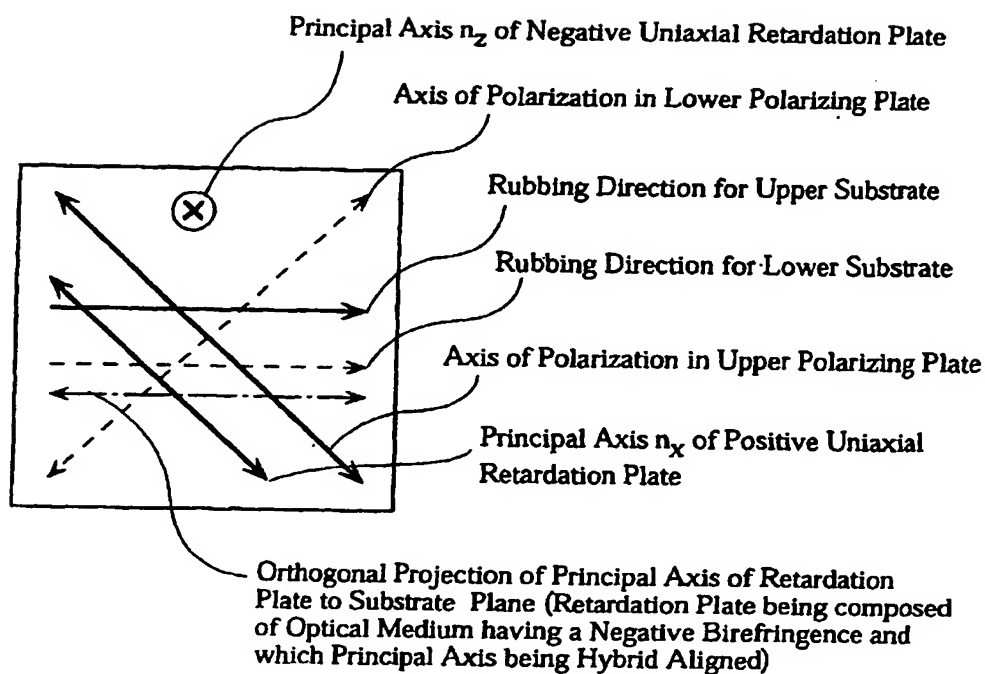 Principal Axis nz of Negative Uniaxial Retardation Plate
Axis of Polarization in Lower Polarizing Plate
Rubbing Direction for Upper Substrate
Rubbing Direction for Lower Substrate
Axis of Polarization in Upper Polarizing Plate
Principal Axis nx of Positive Uniaxial
Retardation Plate
Orthogonal Projection of Principal Axis of Retardation
Plate to Substrate Plane (Retardation Plate being composed
of Optical Medium having a Negative Birefringence and
which Principal Axis being Hybrid Aligned)